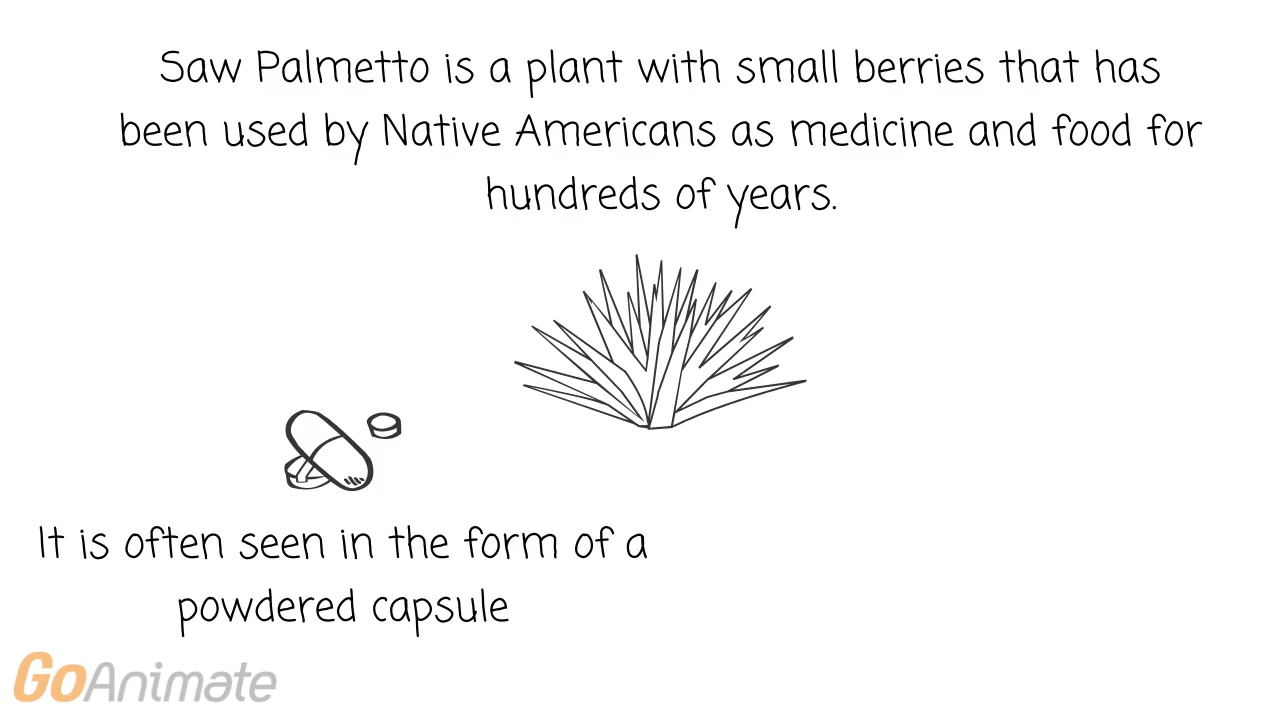 Saw Palmetto is a plant with small berries that has
been used by Native Americans as medicine and food for
hundreds of years.
It is often seen in the form of a
powdered capsule
GoAnimate